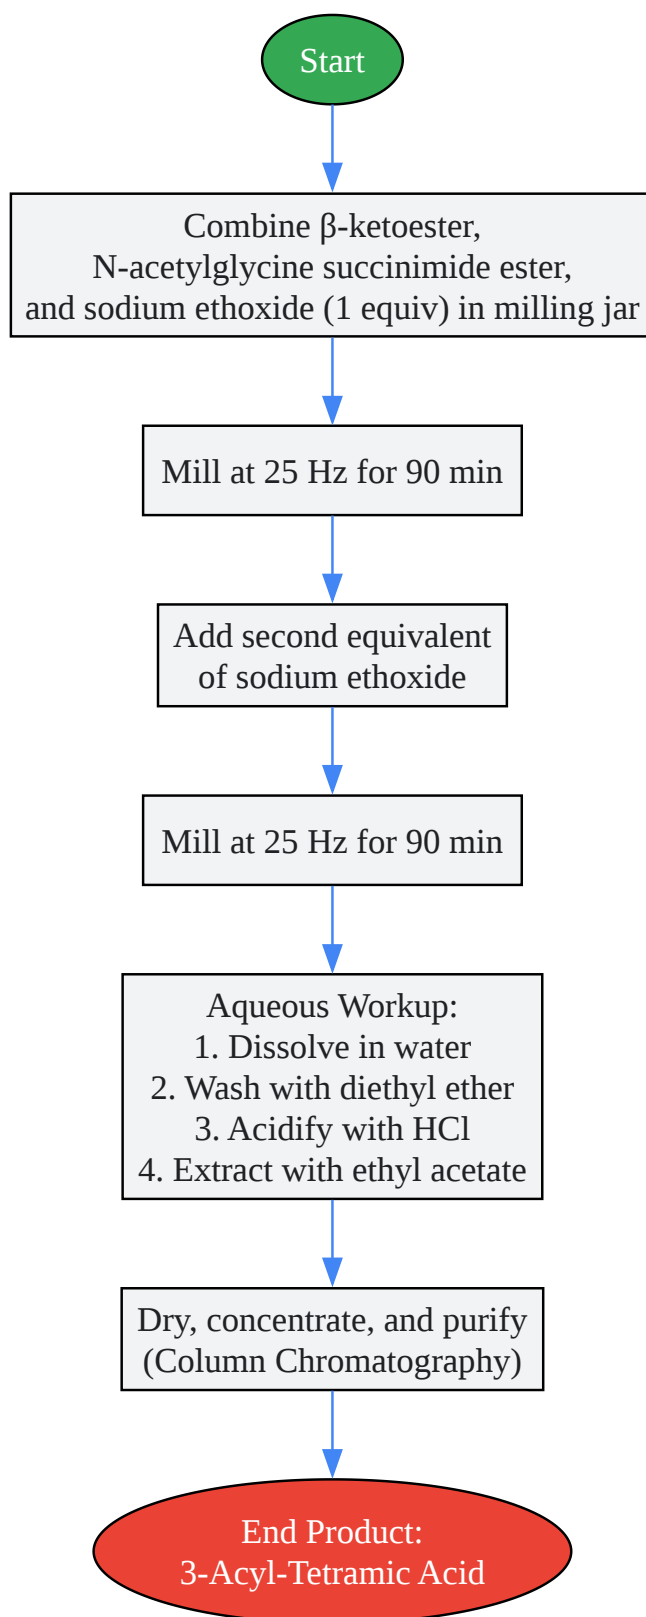 Start
Combine β-ketoester,
N-acetylglycine succinimide ester,
and sodium ethoxide (1 equiv) in milling jar
Mill at 25 Hz for 90 min
Add second equivalent
of sodium ethoxide
Mill at 25 Hz for 90 min
Aqueous Workup:
1. Dissolve in water
2. Wash with diethyl ether
3. Acidify with HCl
4. Extract with ethyl acetate
Dry, concentrate, and purify
(Column Chromatography)
End Product:
3-Acyl-Tetramic Acid